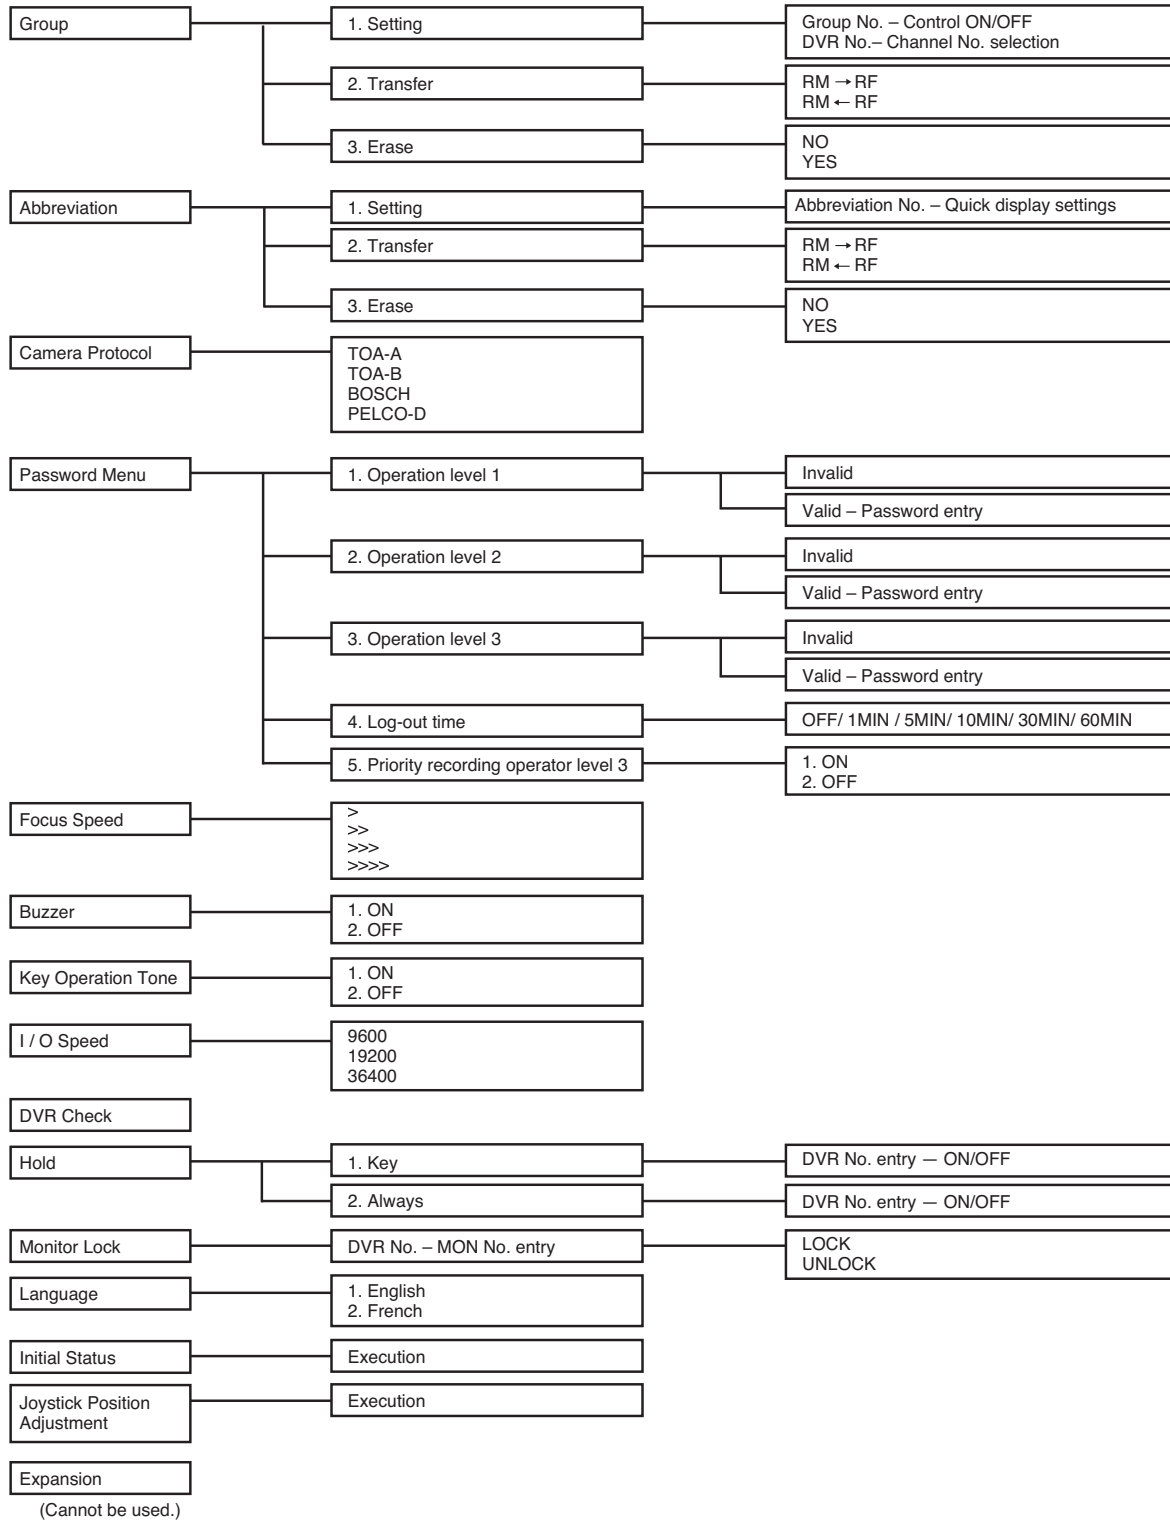 Group
1. Setting
Group No. – Control ON/OFF
DVR No.– Channel No. selection
2. Transfer
RM → RF
RM ← RF
3. Erase
NO
YES
Abbreviation
1. Setting
Abbreviation No. – Quick display settings
2. Transfer
RM → RF
RM ← RF
3. Erase
NO
YES
Camera Protocol
TOA-A
TOA-B
BOSCH
PELCO-D
Password Menu
1. Operation level 1
Invalid
Valid – Password entry
2. Operation level 2
Invalid
Valid – Password entry
3. Operation level 3
Invalid
Valid – Password entry
4. Log-out time
OFF/ 1MIN / 5MIN/ 10MIN/ 30MIN/ 60MIN
5. Priority recording operator level 3
1. ON
2. OFF
Focus Speed
>
>>
>>>
>>>>
Buzzer
1. ON
2. OFF
Key Operation Tone
1. ON
2. OFF
I / O Speed
9600
19200
36400
DVR Check
Hold
1. Key
DVR No. entry — ON/OFF
2. Always
DVR No. entry — ON/OFF
Monitor Lock
DVR No. – MON No. entry
LOCK
UNLOCK
Language
1. English
2. French
Initial Status
Execution
Joystick Position
Adjustment
Execution
Expansion
(Cannot be used.)